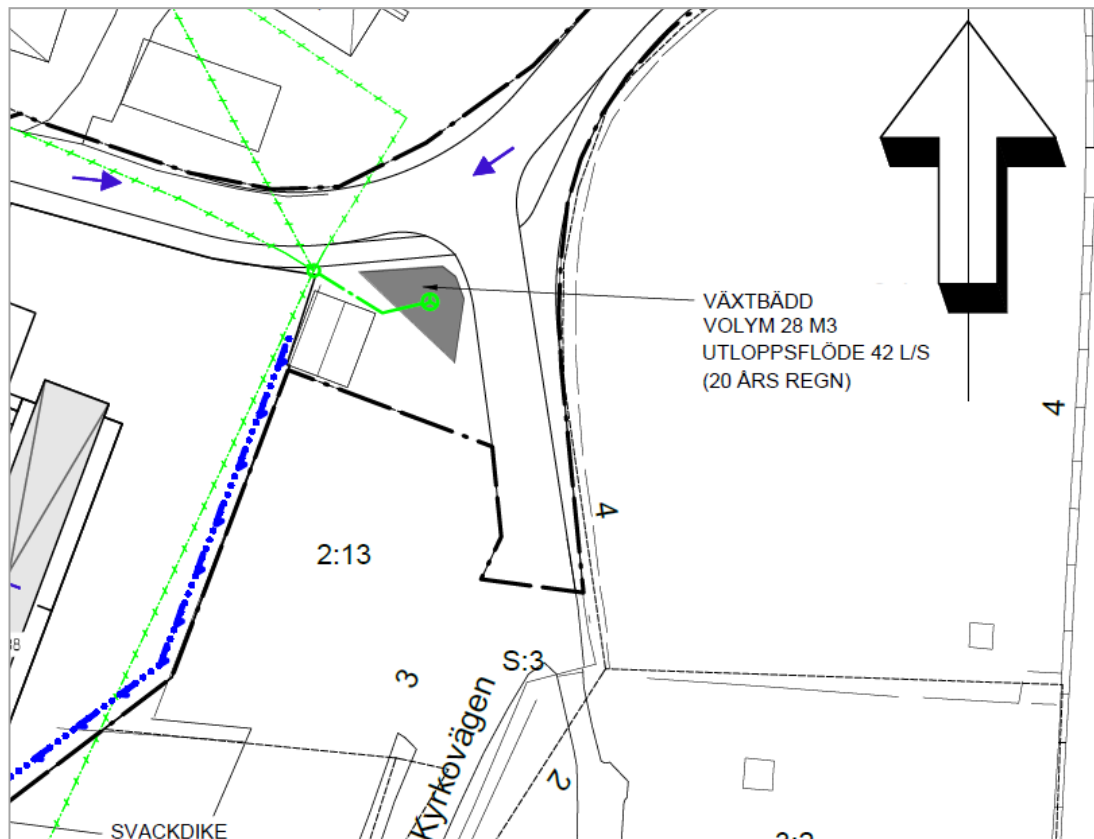 VÄXTBÄDD
VOLYM 28 M3
UTLOPPSFLÖDE 42 L/S
(20 ÅRS REGN)
4
4
2:13
S:3
3
Kyrkovägen
2
SVACKDIKE